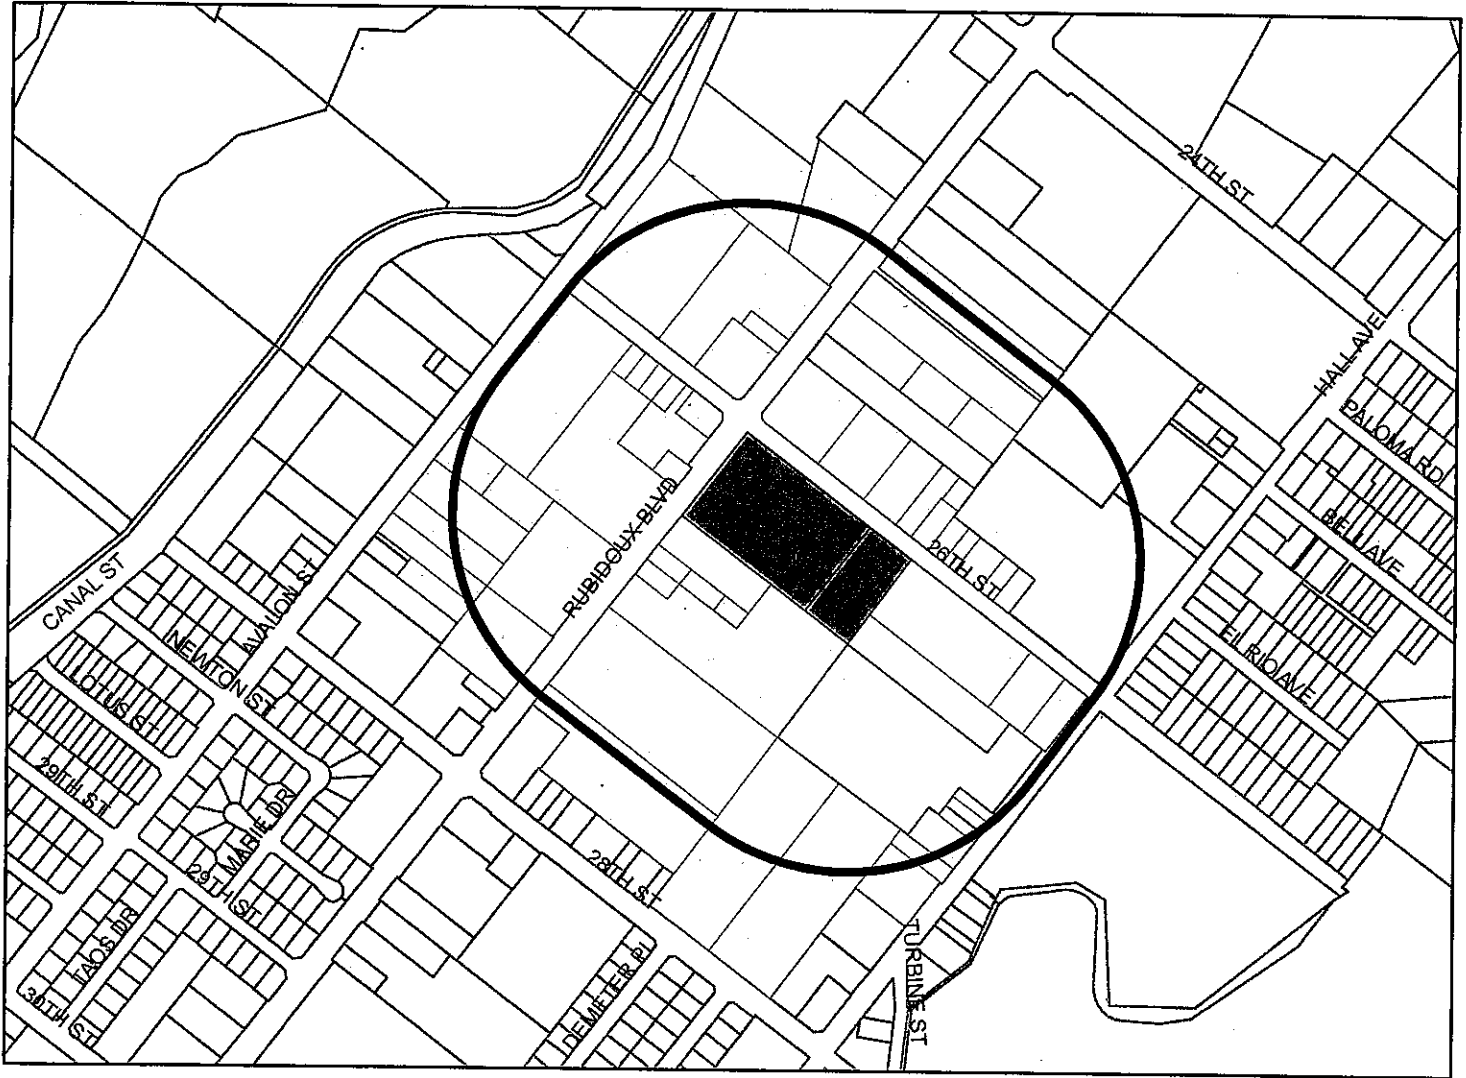 24TH ST
HALL AVE
PALOMA RD
BELL AVE
RUBIDOUX BLVD
26TH ST
CANAL ST
AVALON ST
NEWTON ST
EL RIO AVE
LOTUS ST
29TH ST
MARIE DR
29TH ST
28TH ST
TAOS DR
TURBINE ST
DEMETER PL
30TH ST